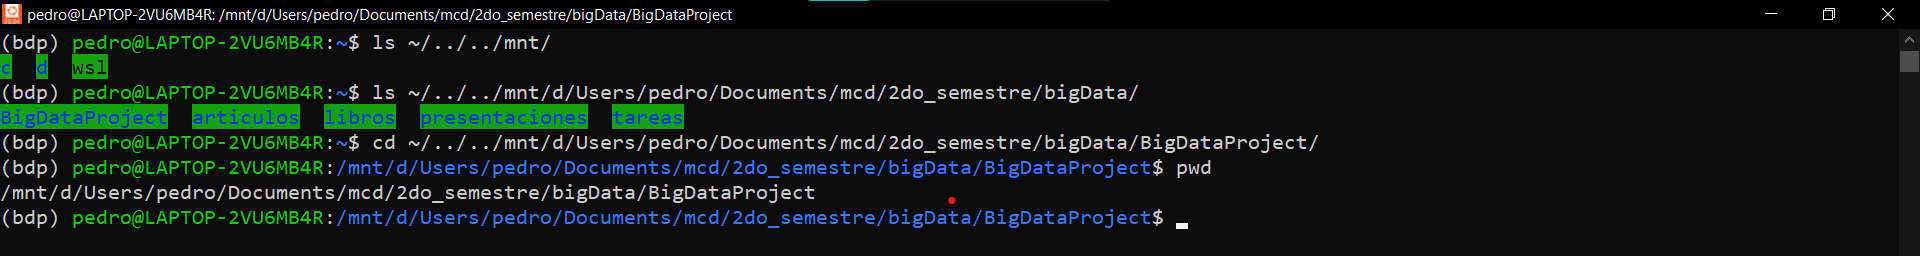 pedro@LAPTOP-2VU6MB4R: /mnt/d/Users/pedro/Documents/mcd/2do_semestre/bigData/BigDataProject
(bdp) pedro@LAPTOP-2VU6MB4R:~$ ls ~/../../mnt/
c  d  wsl
(bdp) pedro@LAPTOP-2VU6MB4R:~$ ls ~/../../mnt/d/Users/pedro/Documents/mcd/2do_semestre/bigData/
BigDataProject  articulos  libros  presentaciones  tareas
(bdp) pedro@LAPTOP-2VU6MB4R:~$ cd ~/../../mnt/d/Users/pedro/Documents/mcd/2do_semestre/bigData/BigDataProject/
(bdp) pedro@LAPTOP-2VU6MB4R:/mnt/d/Users/pedro/Documents/mcd/2do_semestre/bigData/BigDataProject$ pwd
/mnt/d/Users/pedro/Documents/mcd/2do_semestre/bigData/BigDataProject
(bdp) pedro@LAPTOP-2VU6MB4R:/mnt/d/Users/pedro/Documents/mcd/2do_semestre/bigData/BigDataProject$